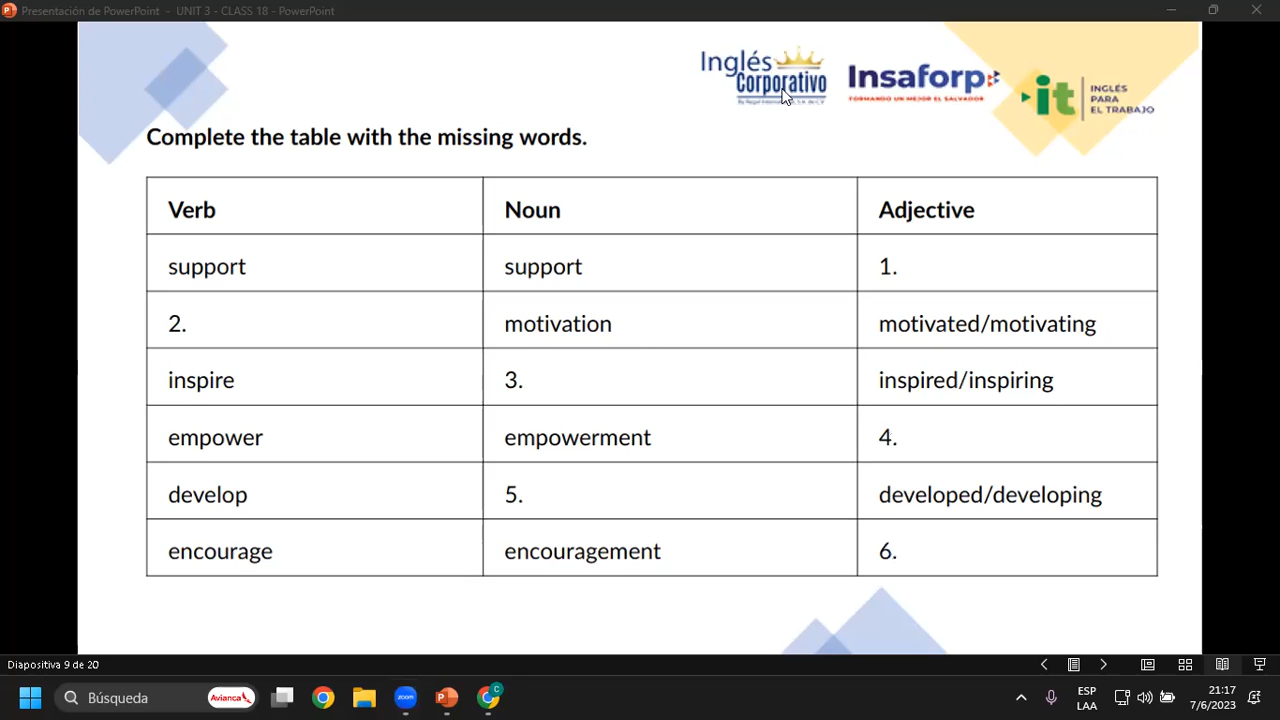 Presentación de PowerPoint - UNIT 3 - CLASS 18 - PowerPoint
Inglés
Corporativo
Insaforp
FORMANDO UN MEJOR EL SALVADOR
it
INGLÉS
PARA
EL TRABAJO
Complete the table with the missing words.
Verb Noun Adjective
support support 1.
2. motivation motivated/motivating
inspire 3. inspired/inspiring
empower empowerment 4.
develop 5. developed/developing
encourage encouragement 6.
Diapositiva 9 de 20
Búsqueda Avianca zoom C ESP 21:17
LAA 7/6/2023